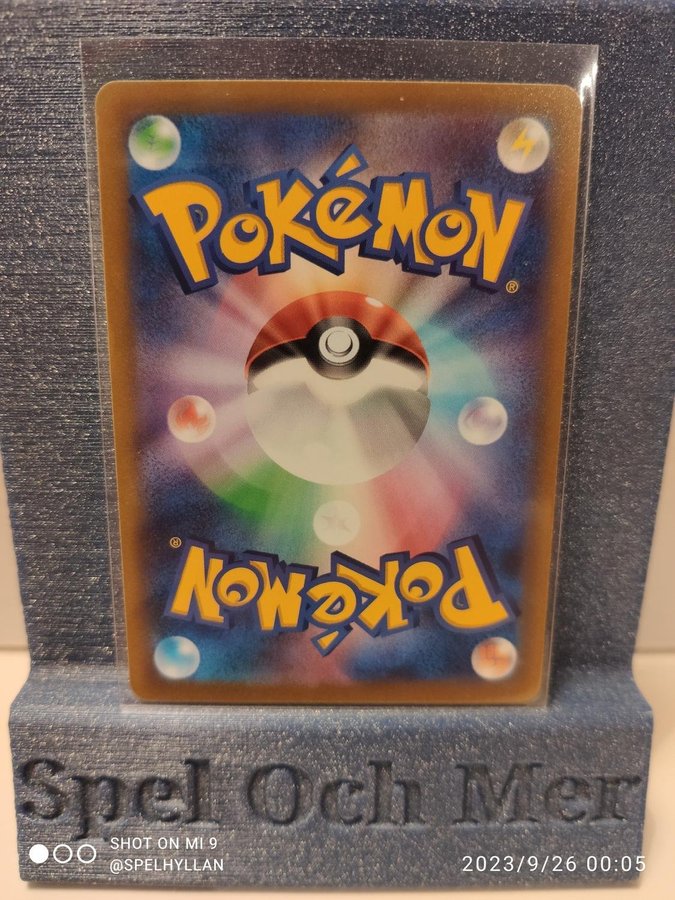 POKéMON
®
®
POKéMON
Spel Och Mer
SHOT ON MI 9
@SPELHYLLAN
2023/9/26 00:05